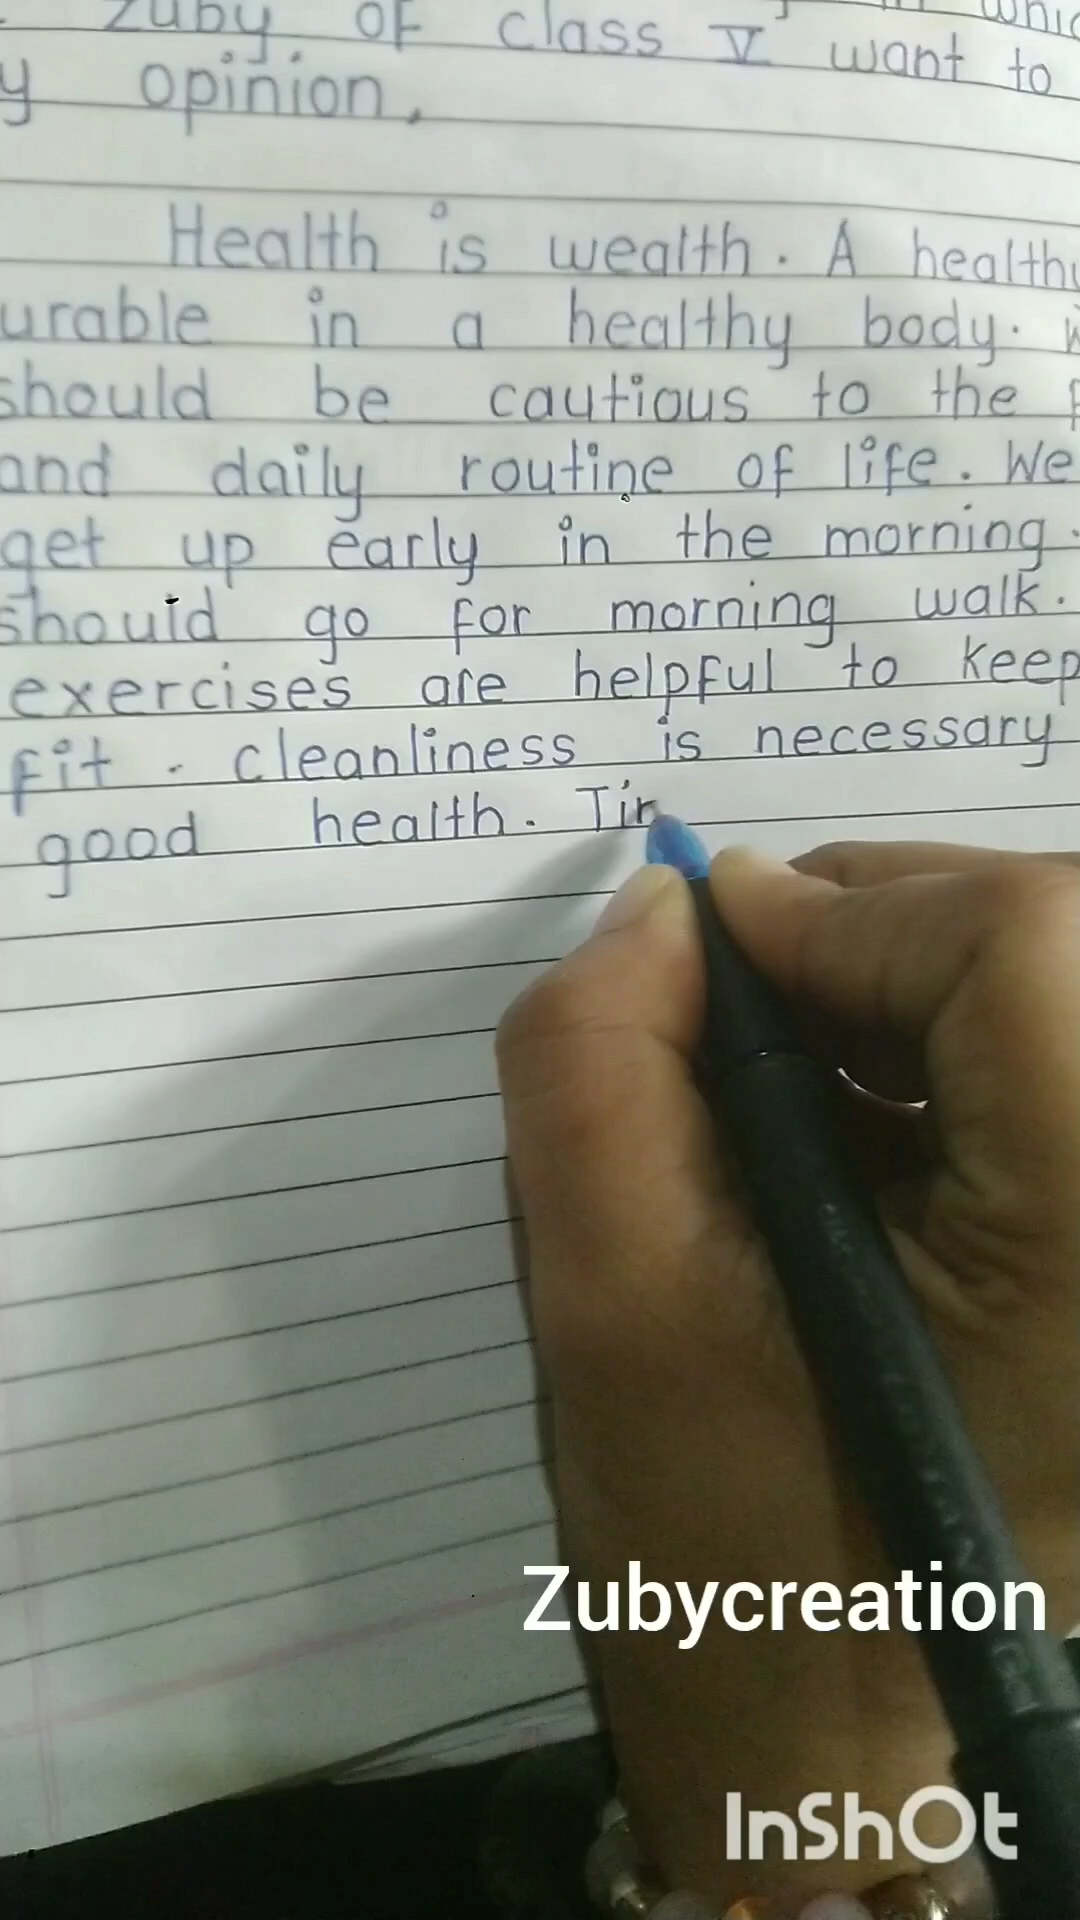 Zuby of class V want to
y opinion,
Health is wealth. A healthy
urable in a healthy body.
should be cautious to the
and daily routine of life. We
get up early in the morning.
should go for morning walk.
exercises are helpful to keep
fit. cleanliness is necessary
good health. Tim
Zubycreation
InShOt